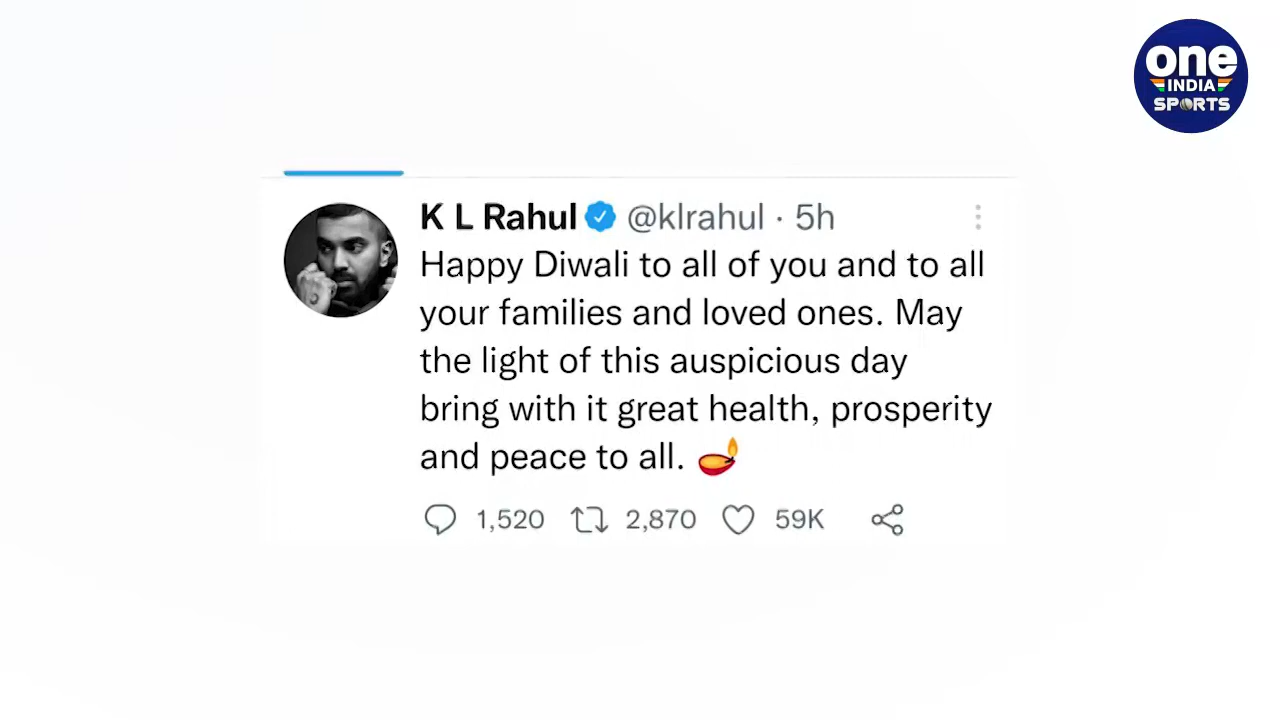 one
INDIA
SPORTS
K L Rahul @klrahul · 5h
Happy Diwali to all of you and to all
your families and loved ones. May
the light of this auspicious day
bring with it great health, prosperity
and peace to all. 🪔
1,520 2,870 59K